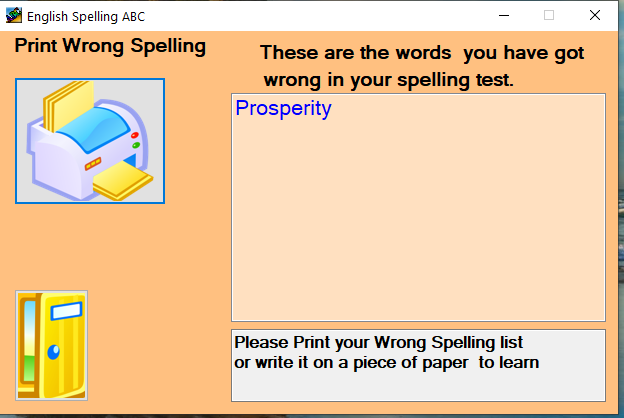 English Spelling ABC
Print Wrong Spelling
These are the words you have got
wrong in your spelling test.
Prosperity
Please Print your Wrong Spelling list
or write it on a piece of paper to learn